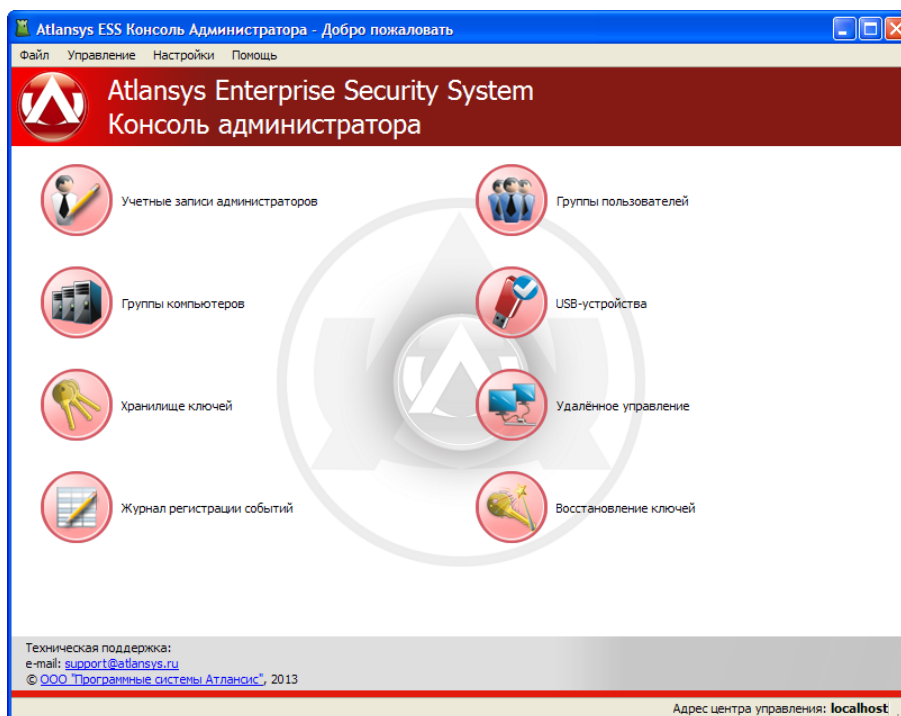 Atlansys ESS Консоль Администратора - Добро пожаловать
Файл Управление Настройки Помощь
Atlansys Enterprise Security System
Консоль администратора
Учетные записи администраторов
Группы пользователей
Группы компьютеров
USB-устройства
Хранилище ключей
Удалённое управление
Журнал регистрации событий
Восстановление ключей
Техническая поддержка:
e-mail: support@atlansys.ru
© ООО "Программные системы Атлансис", 2013
Адрес центра управления: localhost